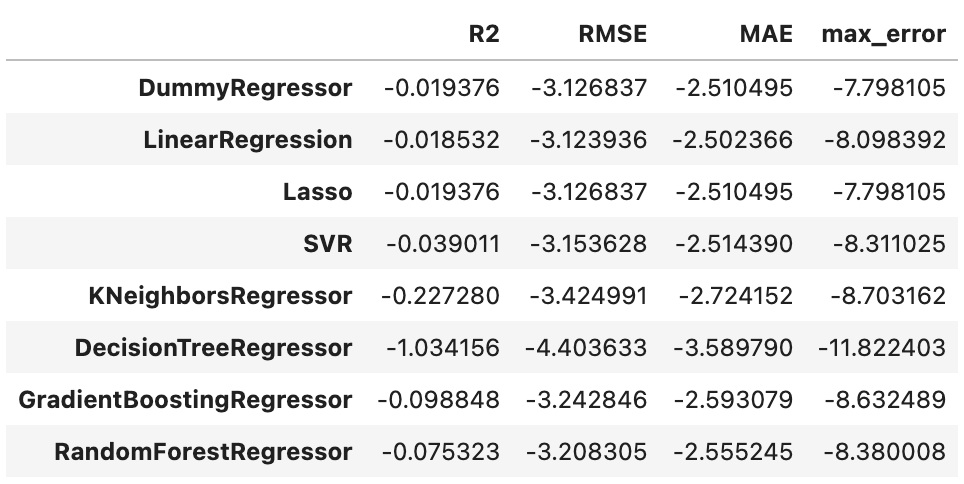 R2 RMSE MAE max_error
DummyRegressor -0.019376 -3.126837 -2.510495 -7.798105
LinearRegression -0.018532 -3.123936 -2.502366 -8.098392
Lasso -0.019376 -3.126837 -2.510495 -7.798105
SVR -0.039011 -3.153628 -2.514390 -8.311025
KNeighborsRegressor -0.227280 -3.424991 -2.724152 -8.703162
DecisionTreeRegressor -1.034156 -4.403633 -3.589790 -11.822403
GradientBoostingRegressor -0.098848 -3.242846 -2.593079 -8.632489
RandomForestRegressor -0.075323 -3.208305 -2.555245 -8.380008